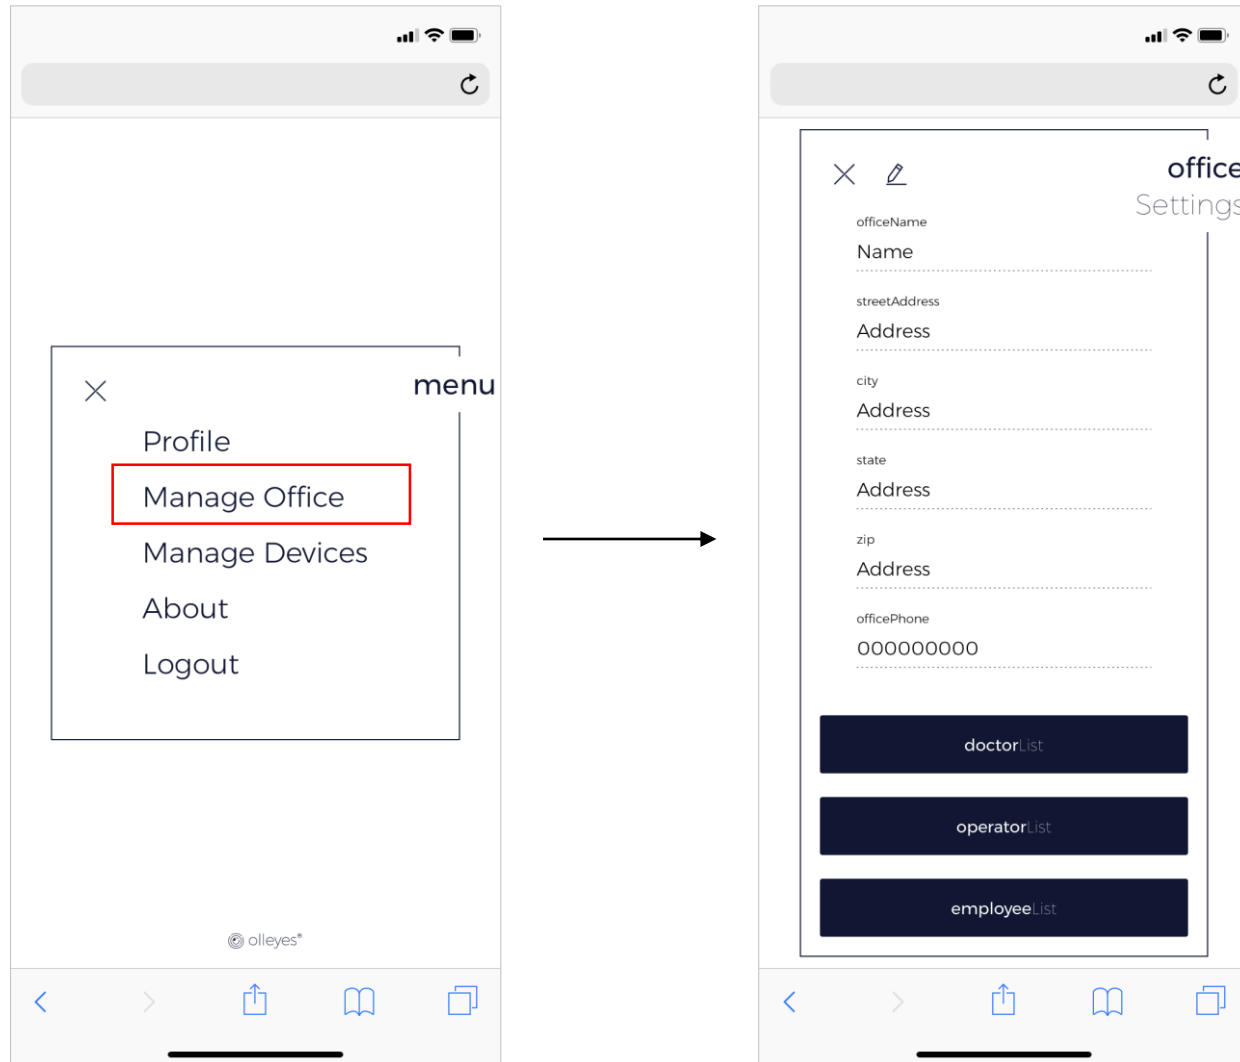 menu
Profile
Manage Office
Manage Devices
About
Logout
olleyes®
office
Settings
officeName
Name
streetAddress
Address
city
Address
state
Address
zip
Address
officePhone
000000000
doctorList
operatorList
employeeList